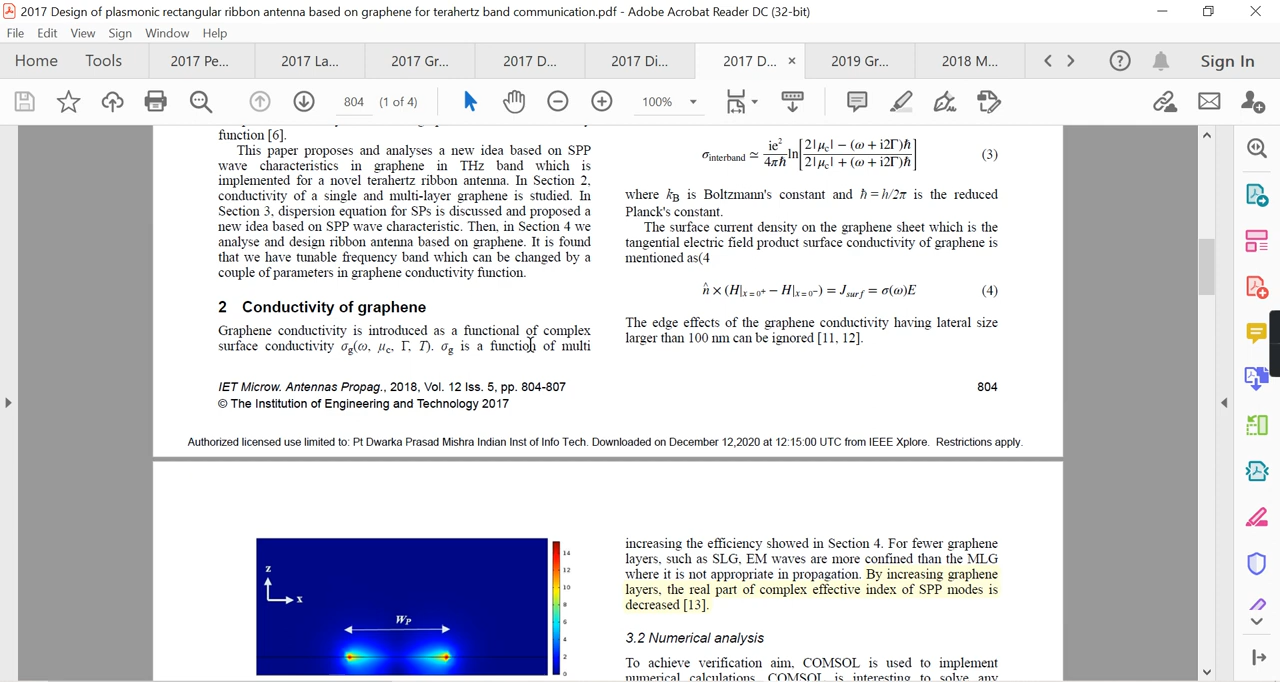 2017 Design of plasmonic rectangular ribbon antenna based on graphene for terahertz band communication.pdf - Adobe Acrobat Reader DC (32-bit)
File Edit View Sign Window Help
Home Tools 2017 Pe... 2017 La... 2017 Gr... 2017 D... 2017 Di... 2017 D... × 2019 Gr... 2018 M... Sign In
804 (1 of 4) 100%
function [6].
This paper proposes and analyses a new idea based on SPP
wave characteristics in graphene in THz band which is
implemented for a novel terahertz ribbon antenna. In Section 2,
conductivity of a single and multi-layer graphene is studied. In
Section 3, dispersion equation for SPs is discussed and proposed a
new idea based on SPP wave characteristic. Then, in Section 4 we
analyse and design ribbon antenna based on graphene. It is found
that we have tunable frequency band which can be changed by a
couple of parameters in graphene conductivity function.
2 Conductivity of graphene
Graphene conductivity is introduced as a functional of complex
surface conductivity σg(ω, μc, Γ, T). σg is a function of multi
σinterband ≃ ie²/4πℏ ln[2|μc| − (ω + i2Γ)ℏ / 2|μc| + (ω + i2Γ)ℏ] (3)
where kB is Boltzmann's constant and ℏ = h/2π is the reduced
Planck's constant.
The surface current density on the graphene sheet which is the
tangential electric field product surface conductivity of graphene is
mentioned as(4
n̂ × (H|x = 0⁺ − H|x = 0⁻) = Jsurf = σ(ω)E (4)
The edge effects of the graphene conductivity having lateral size
larger than 100 nm can be ignored [11, 12].
IET Microw. Antennas Propag., 2018, Vol. 12 Iss. 5, pp. 804-807
© The Institution of Engineering and Technology 2017
804
Authorized licensed use limited to: Pt Dwarka Prasad Mishra Indian Inst of Info Tech. Downloaded on December 12,2020 at 12:15:00 UTC from IEEE Xplore. Restrictions apply.
z
x
WP
14
12
10
8
6
4
2
0
increasing the efficiency showed in Section 4. For fewer graphene
layers, such as SLG, EM waves are more confined than the MLG
where it is not appropriate in propagation. By increasing graphene
layers, the real part of complex effective index of SPP modes is
decreased [13].
3.2 Numerical analysis
To achieve verification aim, COMSOL is used to implement
numerical calculations. COMSOL is interesting to solve any